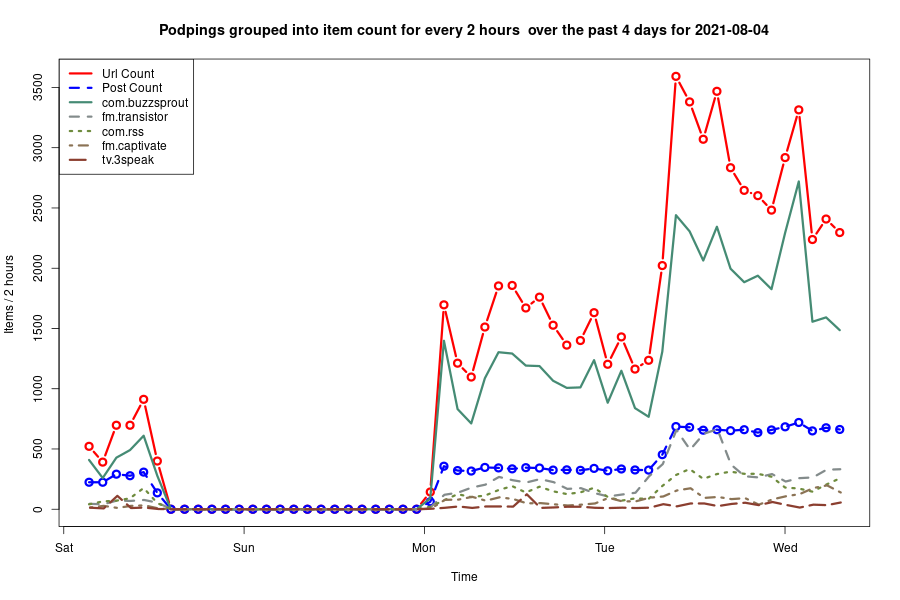 Podpings grouped into item count for every 2 hours  over the past 4 days for 2021-08-04
Url Count
Post Count
com.buzzsprout
fm.transistor
com.rss
fm.captivate
tv.3speak
Items / 2 hours
3500
3000
2500
2000
1500
1000
500
0
Sat
Sun
Mon
Tue
Wed
Time